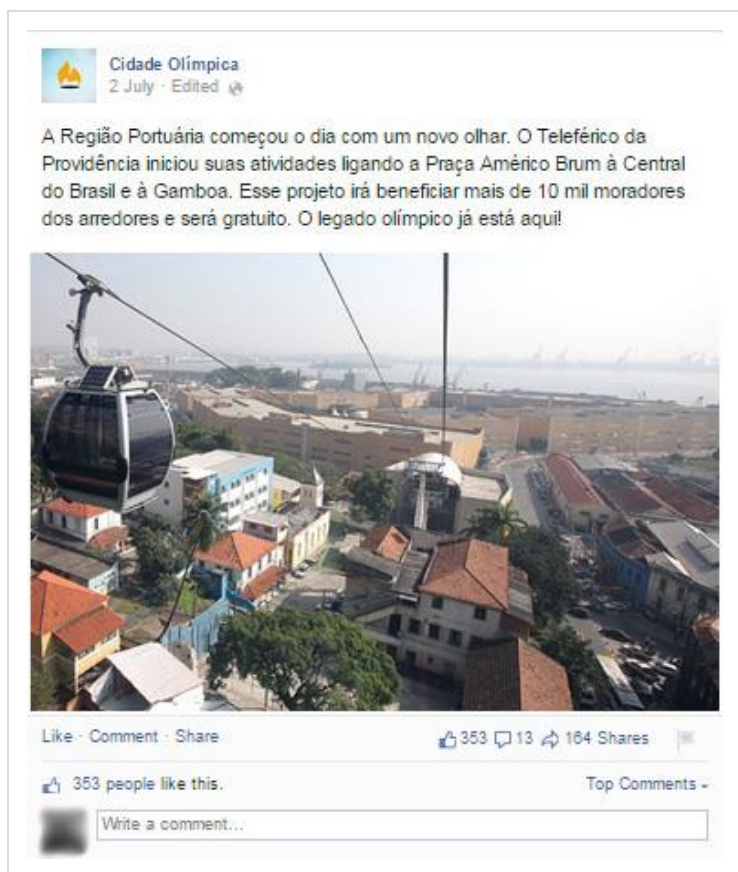 Cidade Olímpica
2 July · Edited
A Região Portuária começou o dia com um novo olhar. O Teleférico da
Providência iniciou suas atividades ligando a Praça Américo Brum à Central
do Brasil e à Gamboa. Esse projeto irá beneficiar mais de 10 mil moradores
dos arredores e será gratuito. O legado olímpico já está aqui!
Like · Comment · Share 353 13 164 Shares
353 people like this. Top Comments
Write a comment...